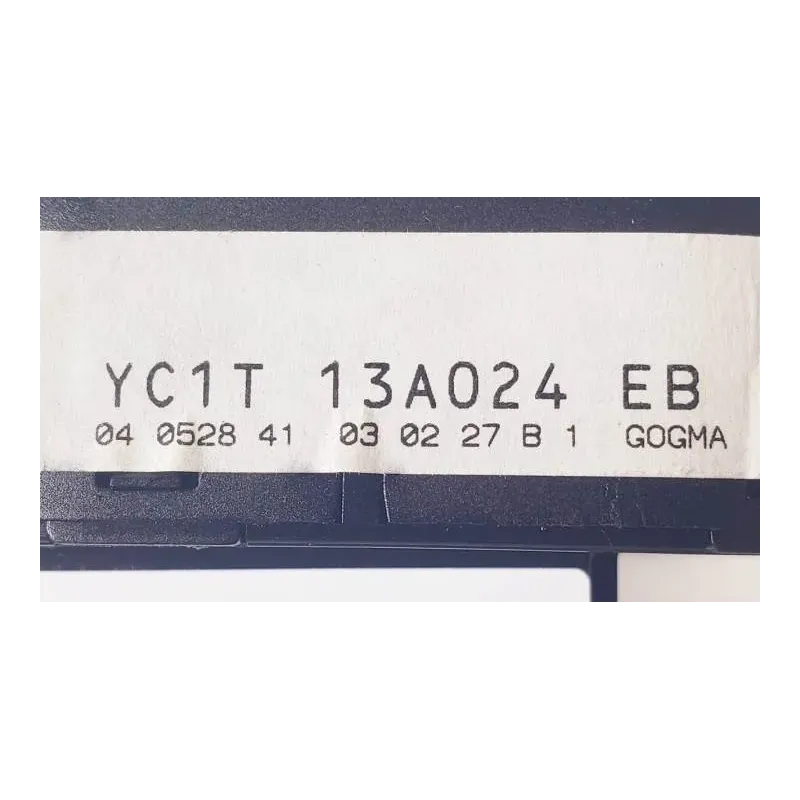 YC1T 13A024 EB
04 0528 41 03 02 27 B 1 GOGMA